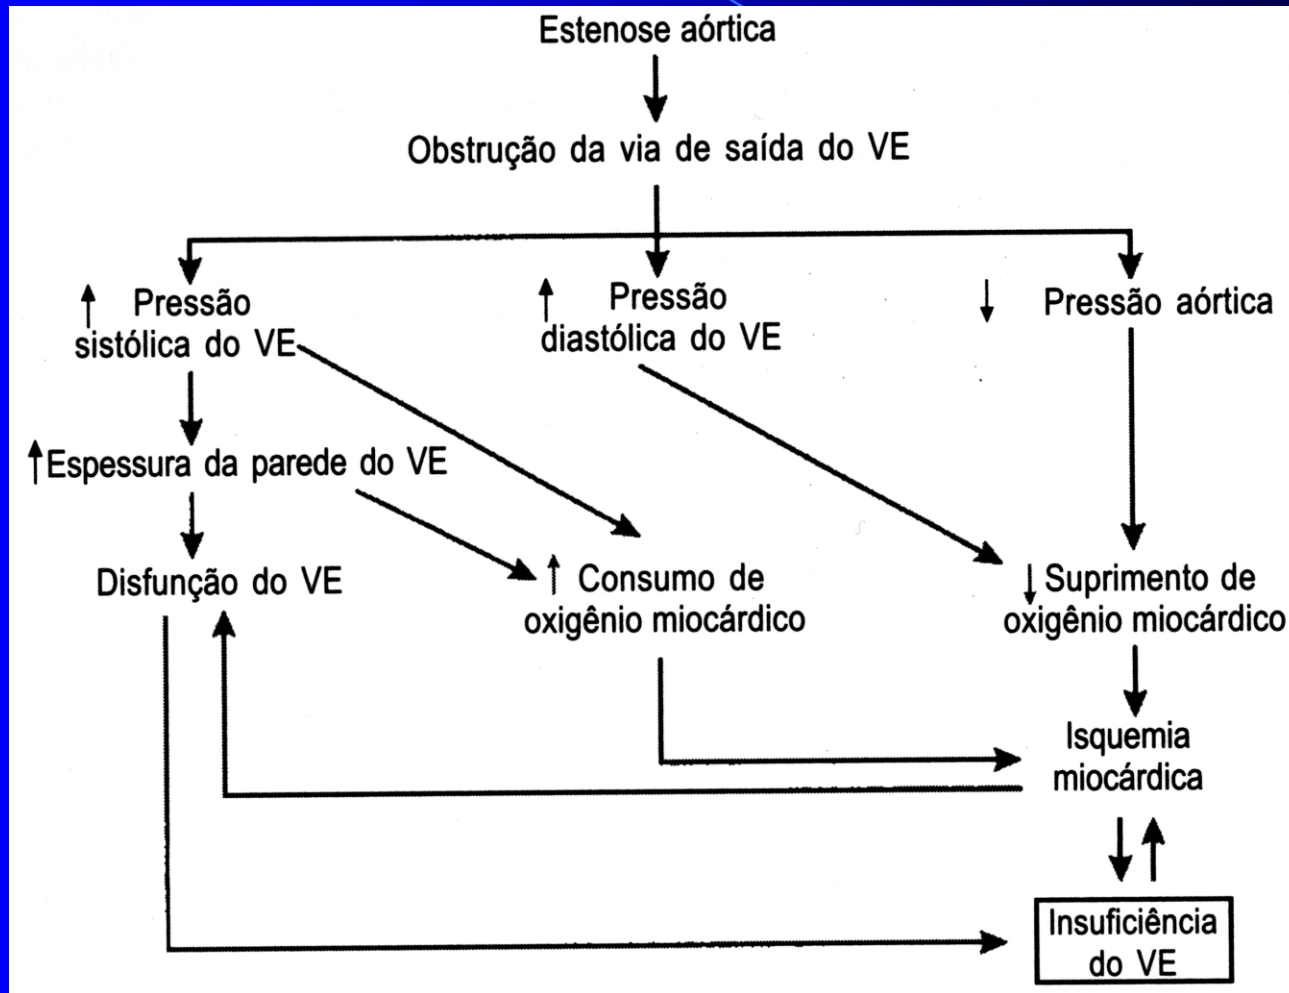 Estenose aórtica
Obstrução da via de saída do VE
↑ Pressão
sistólica do VE
↑ Pressão
diastólica do VE
↓ Pressão aórtica
↑ Espessura da parede do VE
Disfunção do VE
↑ Consumo de
oxigênio miocárdico
↓ Suprimento de
oxigênio miocárdico
Isquemia
miocárdica
Insuficiência
do VE